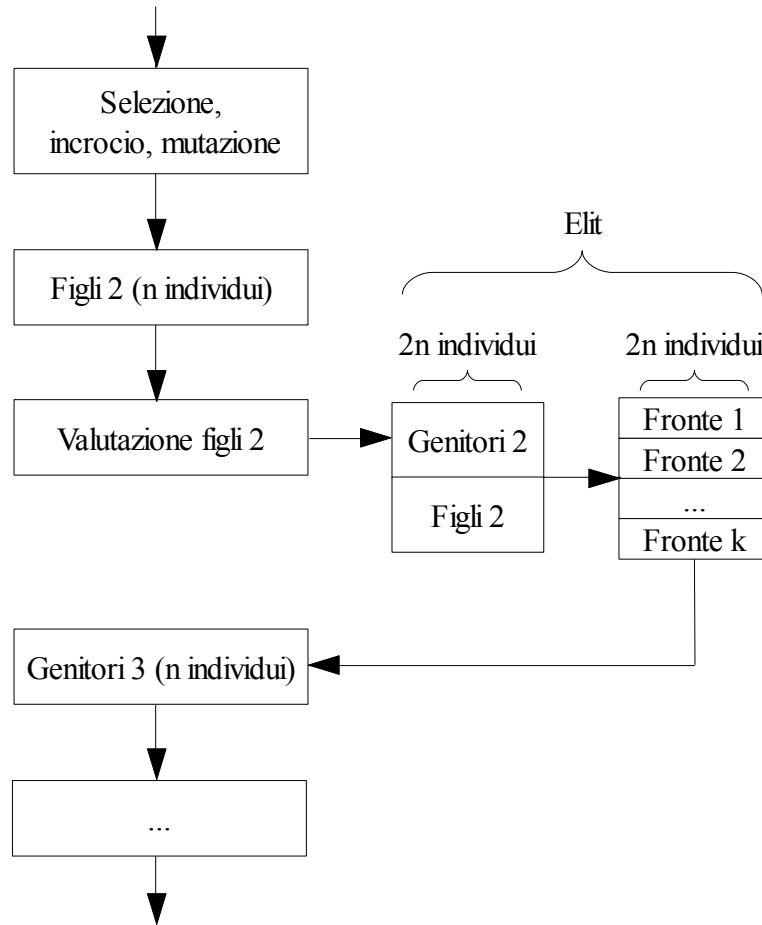 Selezione,
incrocio, mutazione
Figli 2 (n individui)
Valutazione figli 2
Elit
2n individui
Genitori 2
Figli 2
2n individui
Fronte 1
Fronte 2
...
Fronte k
Genitori 3 (n individui)
...